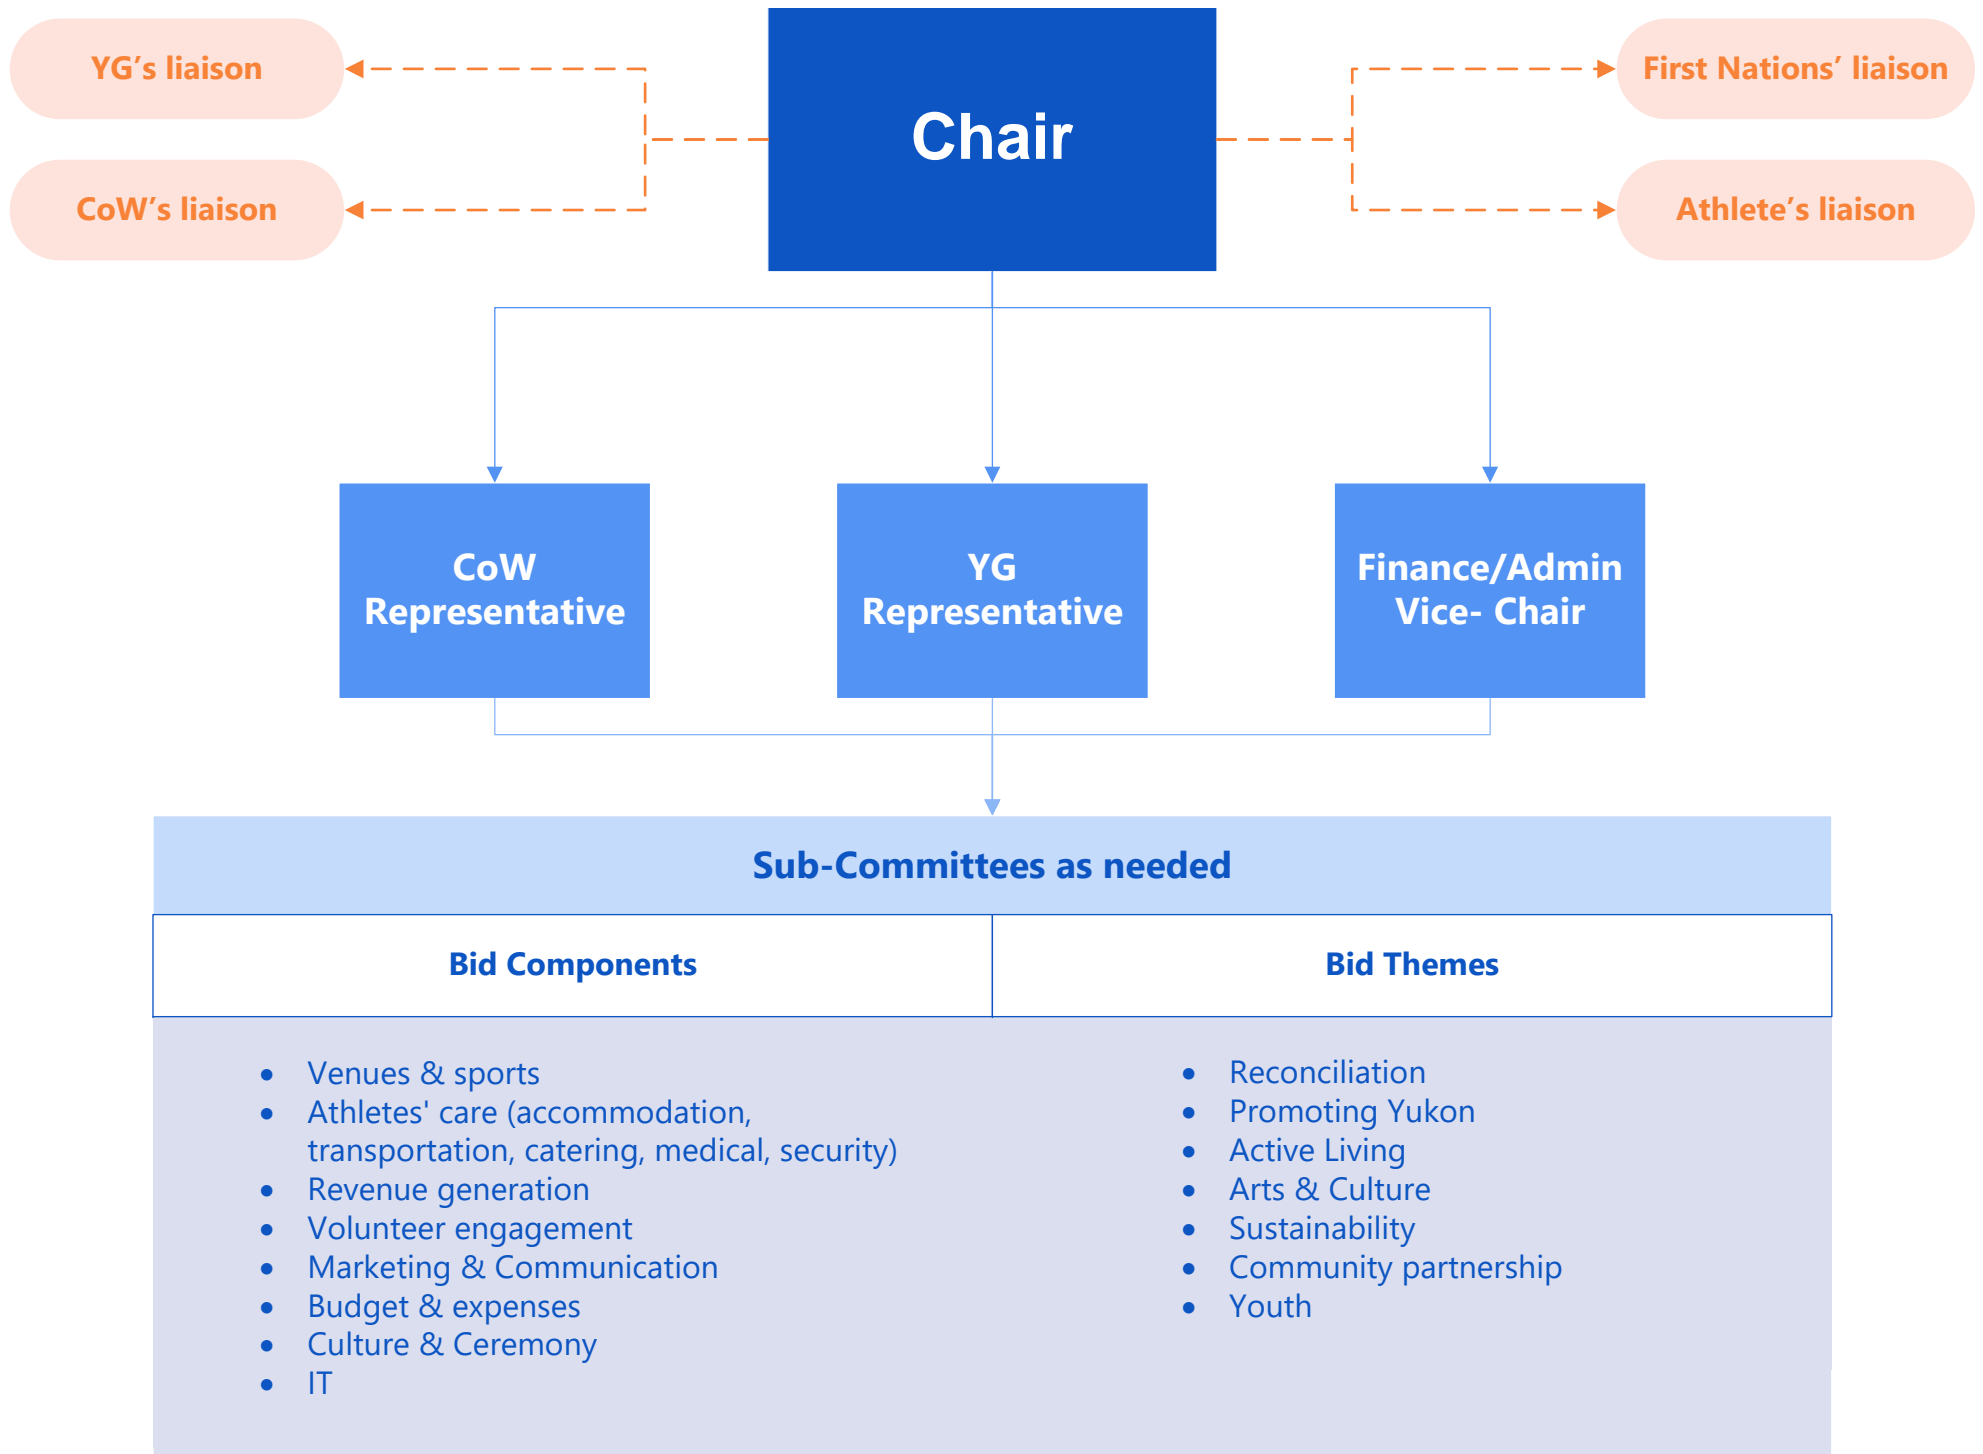 YG’s liaison
CoW’s liaison
Chair
First Nations’ liaison
Athlete’s liaison
CoW
Representative
YG
Representative
Finance/Admin
Vice- Chair
Sub-Committees as needed
Bid Components
Bid Themes
• Venues & sports
• Athletes' care (accommodation,
transportation, catering, medical, security)
• Revenue generation
• Volunteer engagement
• Marketing & Communication
• Budget & expenses
• Culture & Ceremony
• IT
• Reconciliation
• Promoting Yukon
• Active Living
• Arts & Culture
• Sustainability
• Community partnership
• Youth